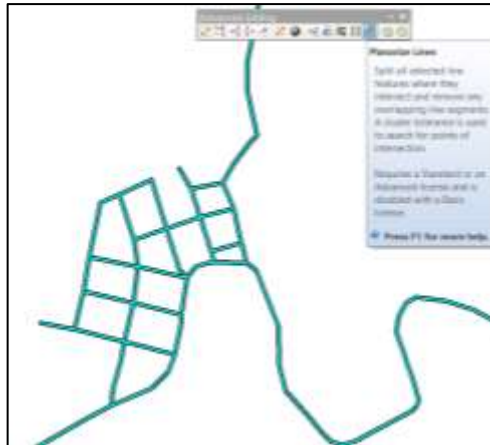 Advanced Editing
Planarize Lines
Split all selected line
features where they
intersect and remove any
overlapping line segments.
A cluster tolerance is used
to search for points of
intersection.
Requires a Standard or an
Advanced license and is
disabled with a Basic
license.
Press F1 for more help.